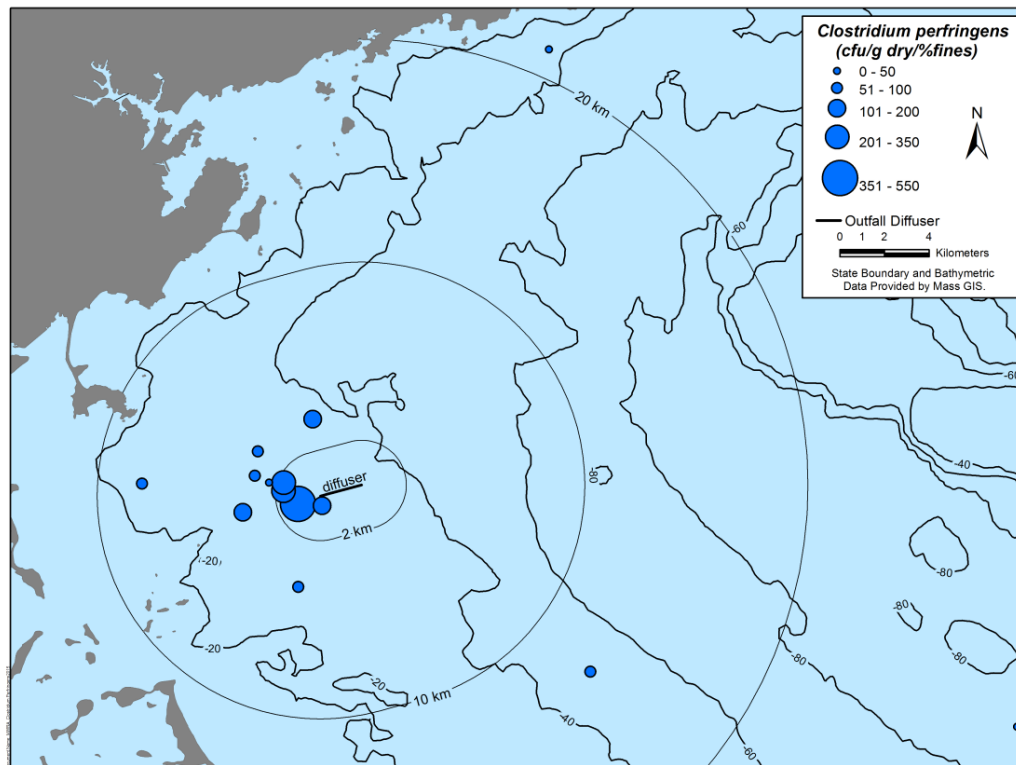 Clostridium perfringens
(cfu/g dry/%fines)
0 - 50
51 - 100
101 - 200
201 - 350
351 - 550
N
Outfall Diffuser
0 1 2 4
Kilometers
State Boundary and Bathymetric
Data Provided by Mass GIS.
20 km
-60
-60
-40
-80
diffuser
2 km
-20
-80
-80
-20
-80
-80
-20
10 km
-40
-60